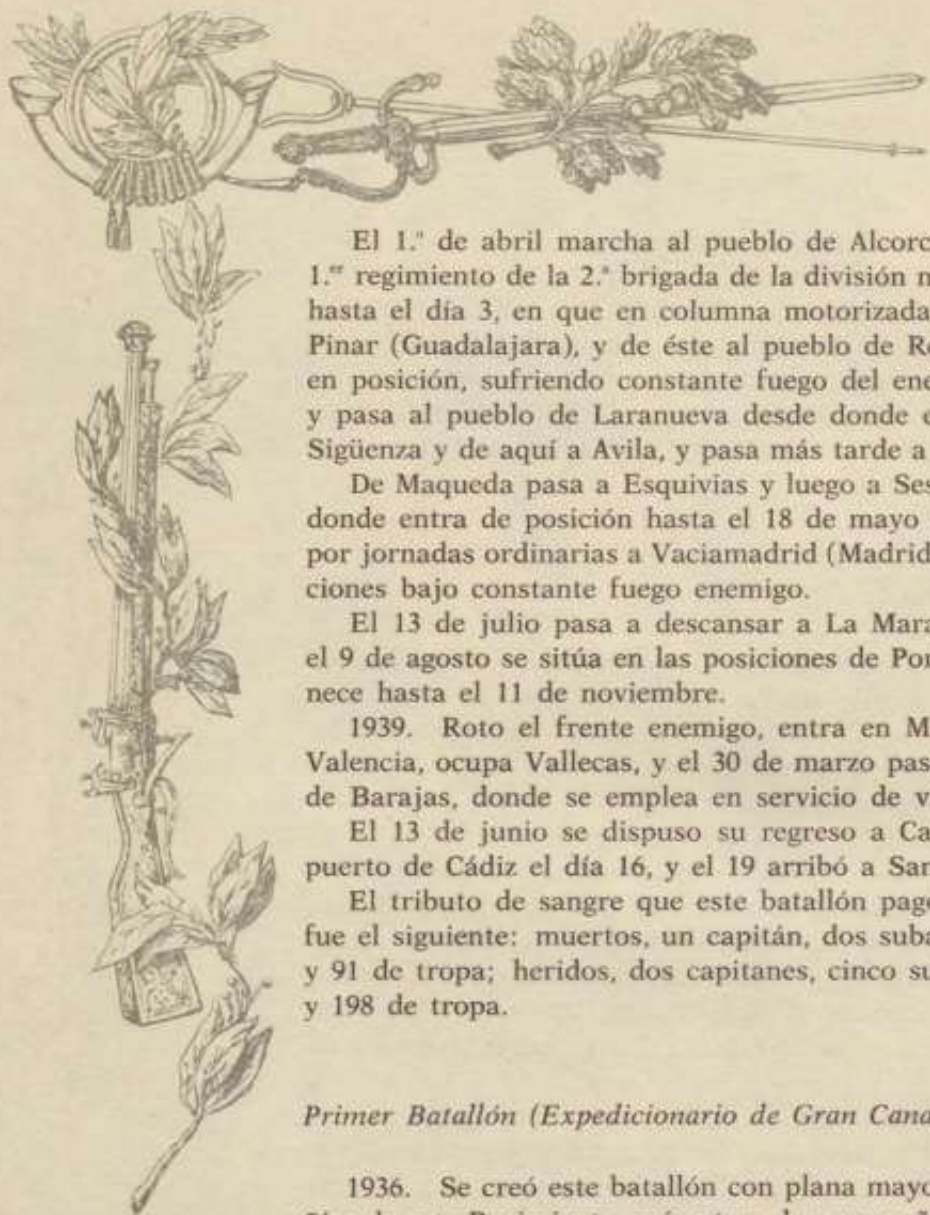 El 1.º de abril marcha al pueblo de Alcorc
1.er regimiento de la 2.ª brigada de la división
hasta el día 3, en que en columna motorizada
Pinar (Guadalajara), y de éste al pueblo de
en posición, sufriendo constante fuego del ene
y pasa al pueblo de Laranueva desde donde
Sigüenza y de aquí a Avila, y pasa más tarde a
De Maqueda pasa a Esquivias y luego a Ses
donde entra de posición hasta el 18 de mayo
por jornadas ordinarias a Vaciamadrid (Madrid
ciones bajo constante fuego enemigo.
El 13 de julio pasa a descansar a La Mara
el 9 de agosto se sitúa en las posiciones de Por
nece hasta el 11 de noviembre.
1939. Roto el frente enemigo, entra en M
Valencia, ocupa Vallecas, y el 30 de marzo pas
de Barajas, donde se emplea en servicio de v
El 13 de junio se dispuso su regreso a Ca
puerto de Cádiz el día 16, y el 19 arribó a San
El tributo de sangre que este batallón pagó
fue el siguiente: muertos, un capitán, dos suba
y 91 de tropa; heridos, dos capitanes, cinco su
y 198 de tropa.
Primer Batallón (Expedicionario de Gran Cana
1936. Se creó este batallón con plana mayo